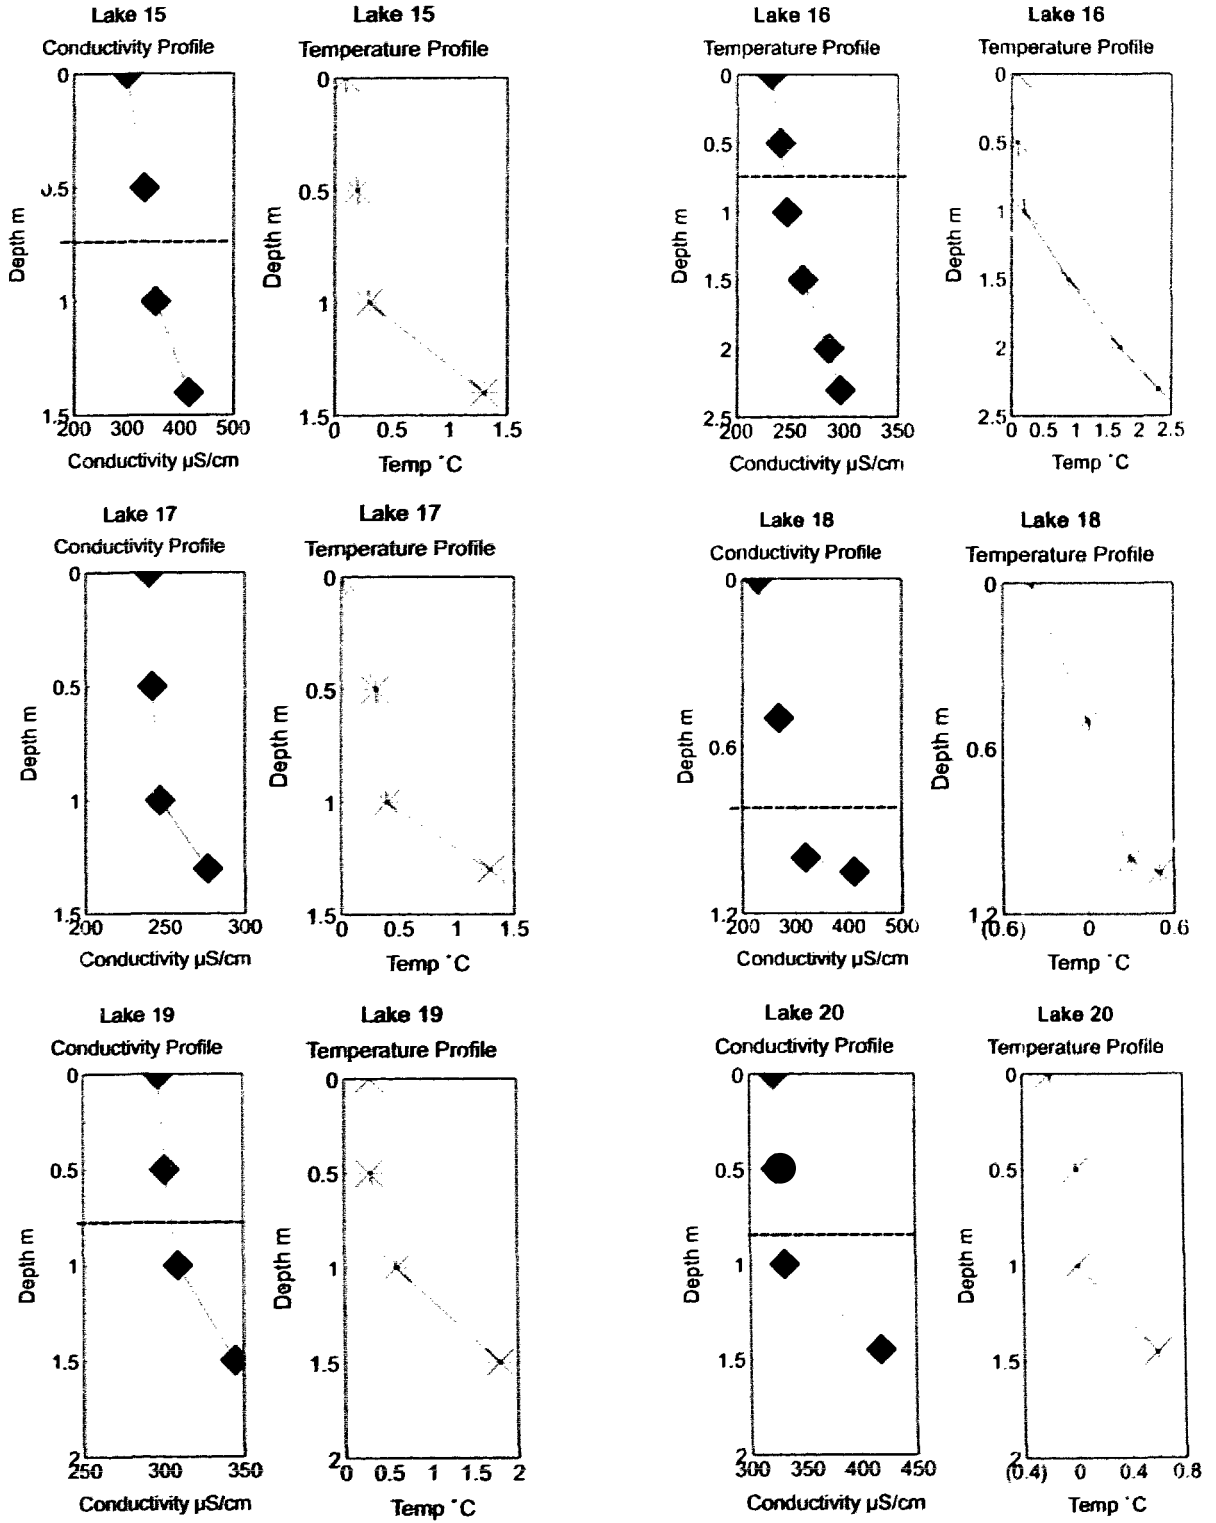 Lake 15
Conductivity Profile
0
0.5
1
1.5
200 300 400 500
Depth m
Conductivity µS/cm
Lake 15
Temperature Profile
0
0.5
1
1.5
0 0.5 1 1.5
Depth m
Temp °C
Lake 16
Temperature Profile
0
0.5
1
1.5
2
2.5
200 250 300 350
Depth m
Conductivity µS/cm
Lake 16
Temperature Profile
0
0.5
1
1.5
2
2.5
0 0.5 1 1.5 2 2.5
Depth m
Temp °C
Lake 17
Conductivity Profile
0
0.5
1
1.5
200 250 300
Depth m
Conductivity µS/cm
Lake 17
Temperature Profile
0
0.5
1
1.5
0 0.5 1 1.5
Depth m
Temp °C
Lake 18
Conductivity Profile
0
0.6
1.2
200 300 400 500
Depth m
Conductivity µS/cm
Lake 18
Temperature Profile
0
0.6
1.2
(0.6) 0 0.6
Depth m
Temp °C
Lake 19
Conductivity Profile
0
0.5
1
1.5
2
250 300 350
Depth m
Conductivity µS/cm
Lake 19
Temperature Profile
0
0.5
1
1.5
2
0 0.5 1 1.5 2
Depth m
Temp °C
Lake 20
Conductivity Profile
0
0.5
1
1.5
2
300 400 450
Depth m
Conductivity µS/cm
Lake 20
Temperature Profile
0
0.5
1
1.5
2
(0.4) 0 0.4 0.8
Depth m
Temp °C